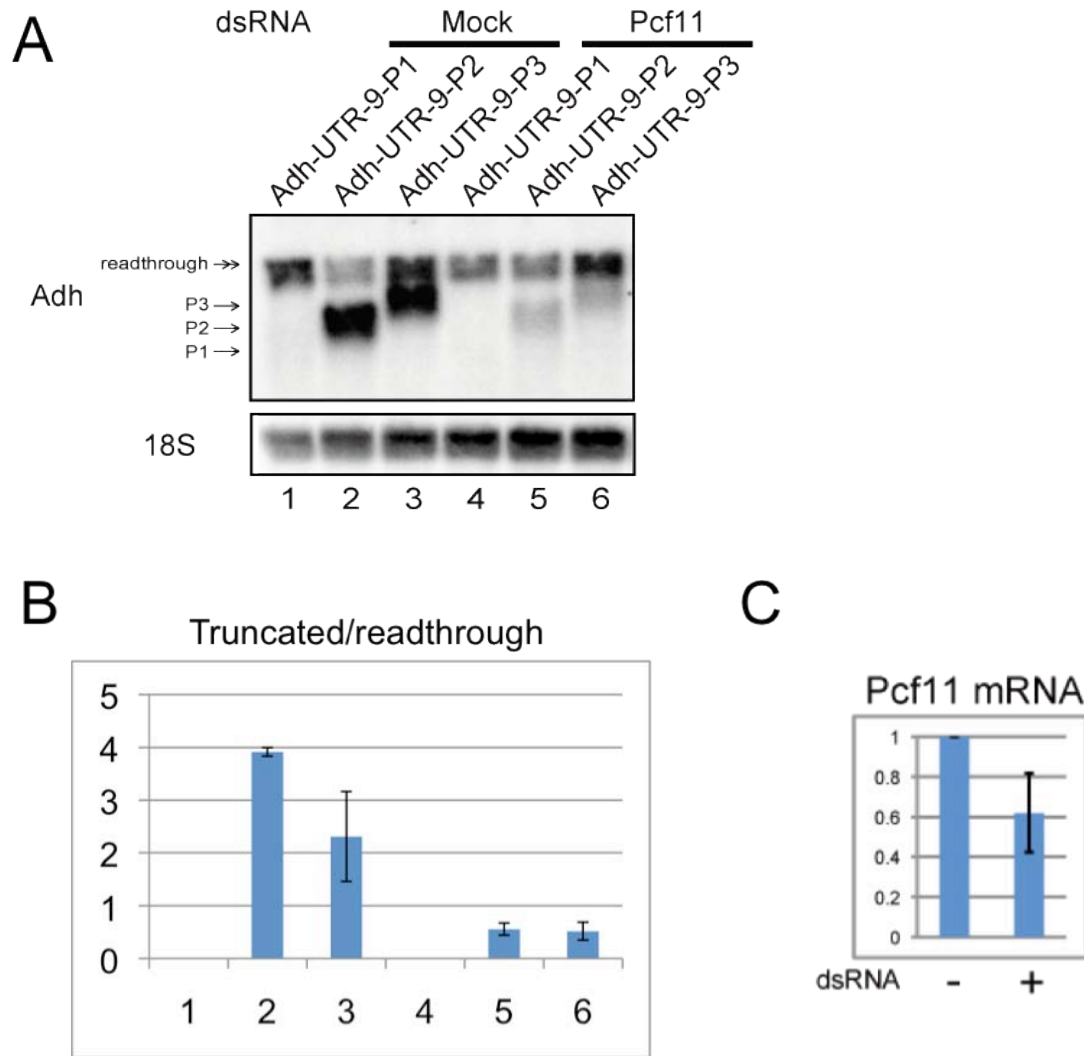 A
dsRNA Mock Pcf11
Adh-UTR-9-P1 Adh-UTR-9-P2 Adh-UTR-9-P3 Adh-UTR-9-P1 Adh-UTR-9-P2 Adh-UTR-9-P3
readthrough
Adh
P3
P2
P1
18S
1 2 3 4 5 6
B
Truncated/readthrough
5
4
3
2
1
0
1 2 3 4 5 6
C
Pcf11 mRNA
1
0.8
0.6
0.4
0.2
0
dsRNA - +